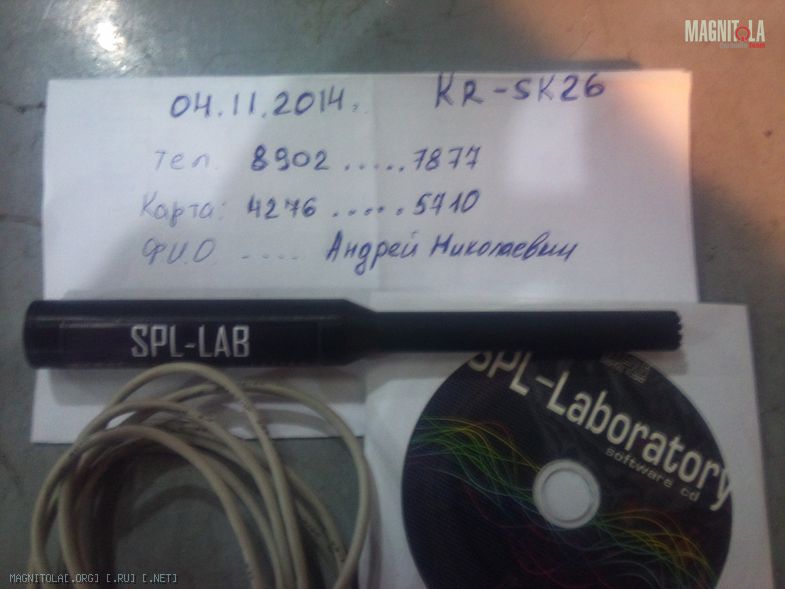 MAGNITOLA
04.11.2014. KR-SK26
тел. 8902.....7877
Карта: 4276......5710
Ф.И.О ..... Андрей Николаевич
SPL-LAB
SPL-Laboratory
software cd
MAGNITOLA[.ORG] [.RU] [.NET]